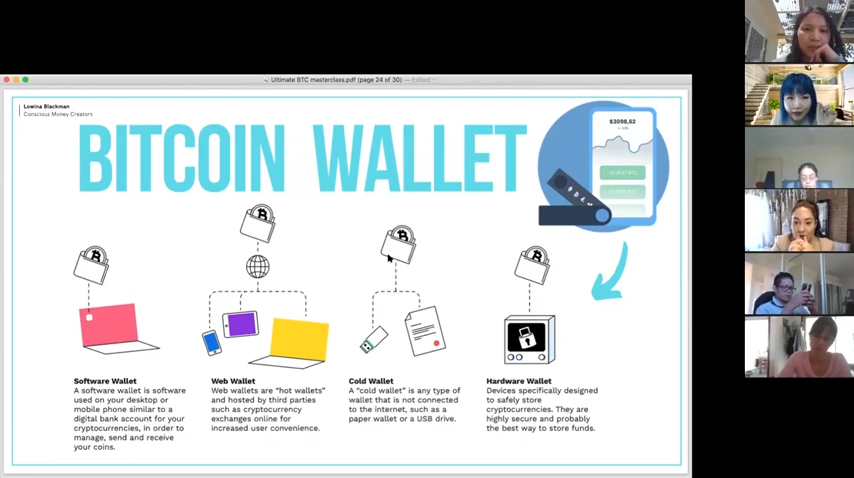 Ultimate BTC masterclass.pdf (page 24 of 30) — Edited
Lowina Blackman
Conscious Money Creators
BITCOIN WALLET
$3098,62
Software Wallet
A software wallet is software
used on your desktop or
mobile phone similar to a
digital bank account for your
cryptocurrencies, in order to
manage, send and receive
your coins.
Web Wallet
Web wallets are “hot wallets”
and hosted by third parties
such as cryptocurrency
exchanges online for
increased user convenience.
Cold Wallet
A “cold wallet” is any type of
wallet that is not connected
to the internet, such as a
paper wallet or a USB drive.
Hardware Wallet
Devices specifically designed
to safely store
cryptocurrencies. They are
highly secure and probably
the best way to store funds.